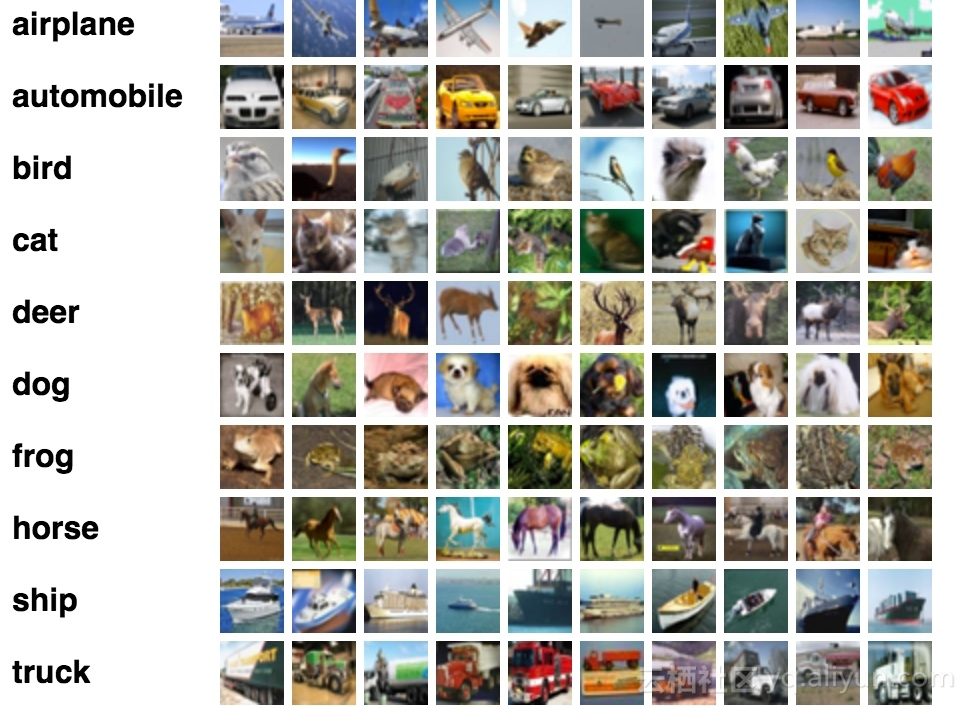 airplane
automobile
bird
cat
deer
dog
frog
horse
ship
truck
云栖社区 yq.aliyun.com